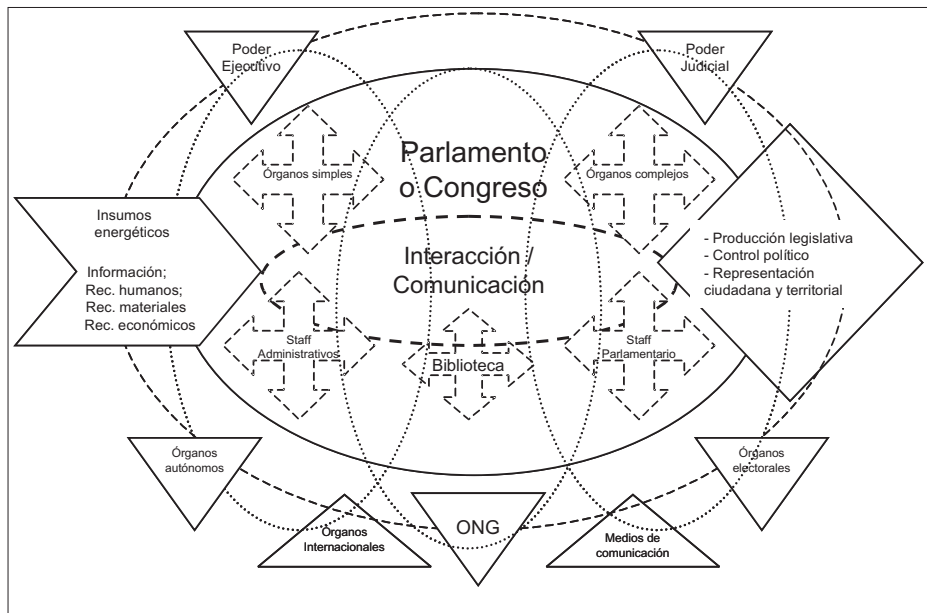 Poder
Ejecutivo
Poder
Judicial
Parlamento
o Congreso
Órganos simples
Órganos complejos
Insumos
energéticos
Información;
Rec. humanos;
Rec. materiales
Rec. económicos
Interacción /
Comunicación
- Producción legislativa
- Control político
- Representación
ciudadana y territorial
Staff
Administrativos
Biblioteca
Staff
Parlamentario
Órganos
autónomos
Órganos
electorales
Órganos
Internacionales
ONG
Medios de
comunicación